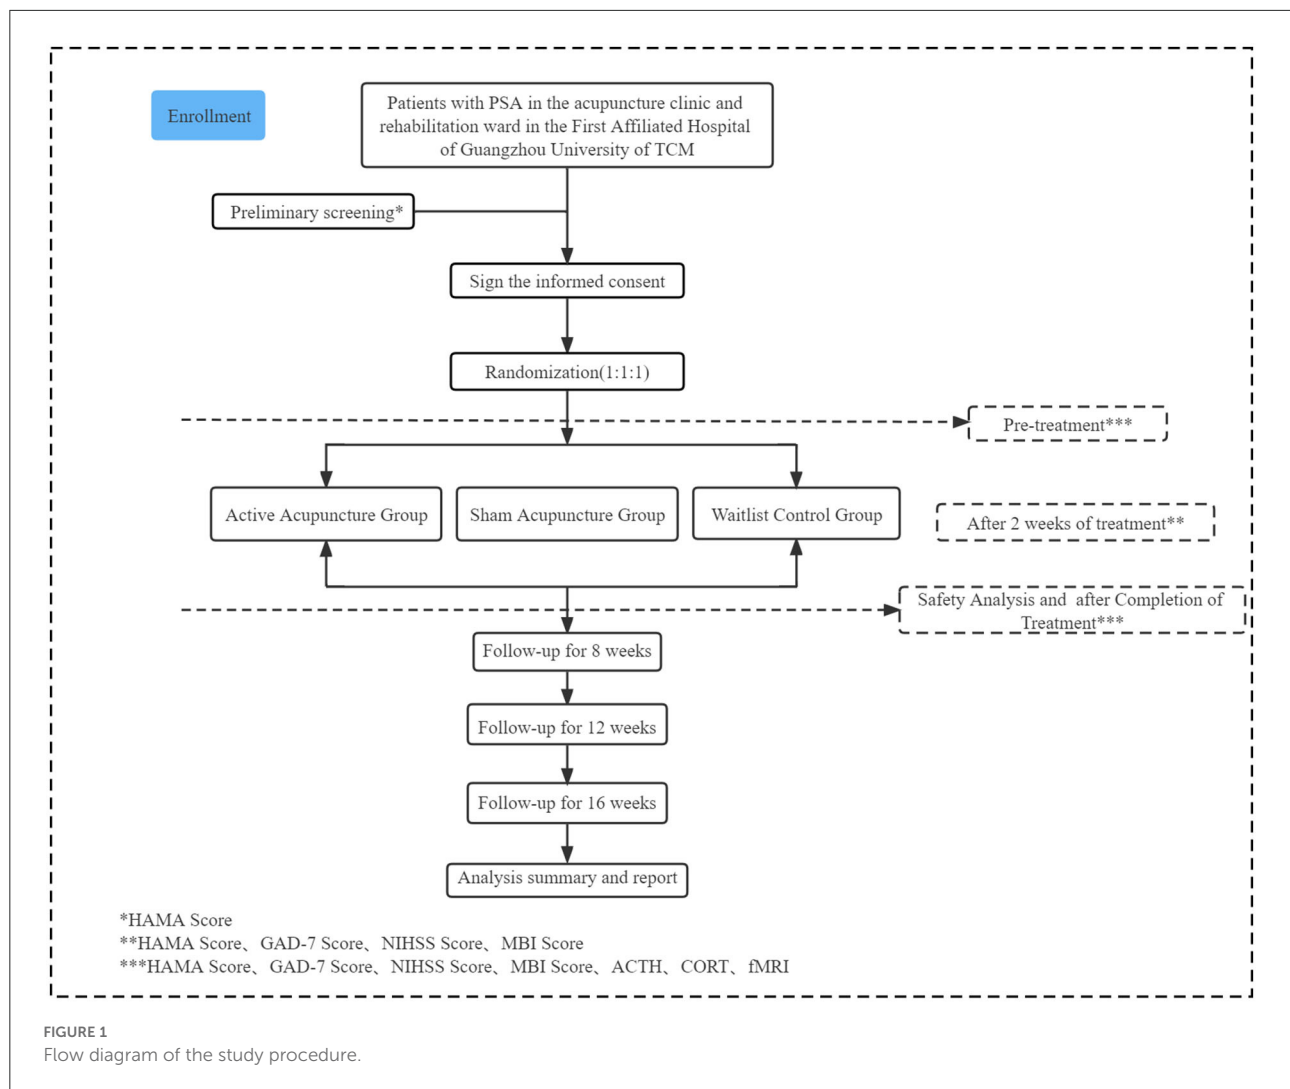 Enrollment
Patients with PSA in the acupuncture clinic and
rehabilitation ward in the First Affiliated Hospital
of Guangzhou University of TCM
Preliminary screening*
Sign the informed consent
Randomization(1:1:1)
Pre-treatment***
Active Acupuncture Group
Sham Acupuncture Group
Waitlist Control Group
After 2 weeks of treatment**
Safety Analysis and after Completion of
Treatment***
Follow-up for 8 weeks
Follow-up for 12 weeks
Follow-up for 16 weeks
Analysis summary and report
*HAMA Score
**HAMA Score、GAD-7 Score、NIHSS Score、MBI Score
***HAMA Score、GAD-7 Score、NIHSS Score、MBI Score、ACTH、CORT、fMRI
FIGURE 1
Flow diagram of the study procedure.